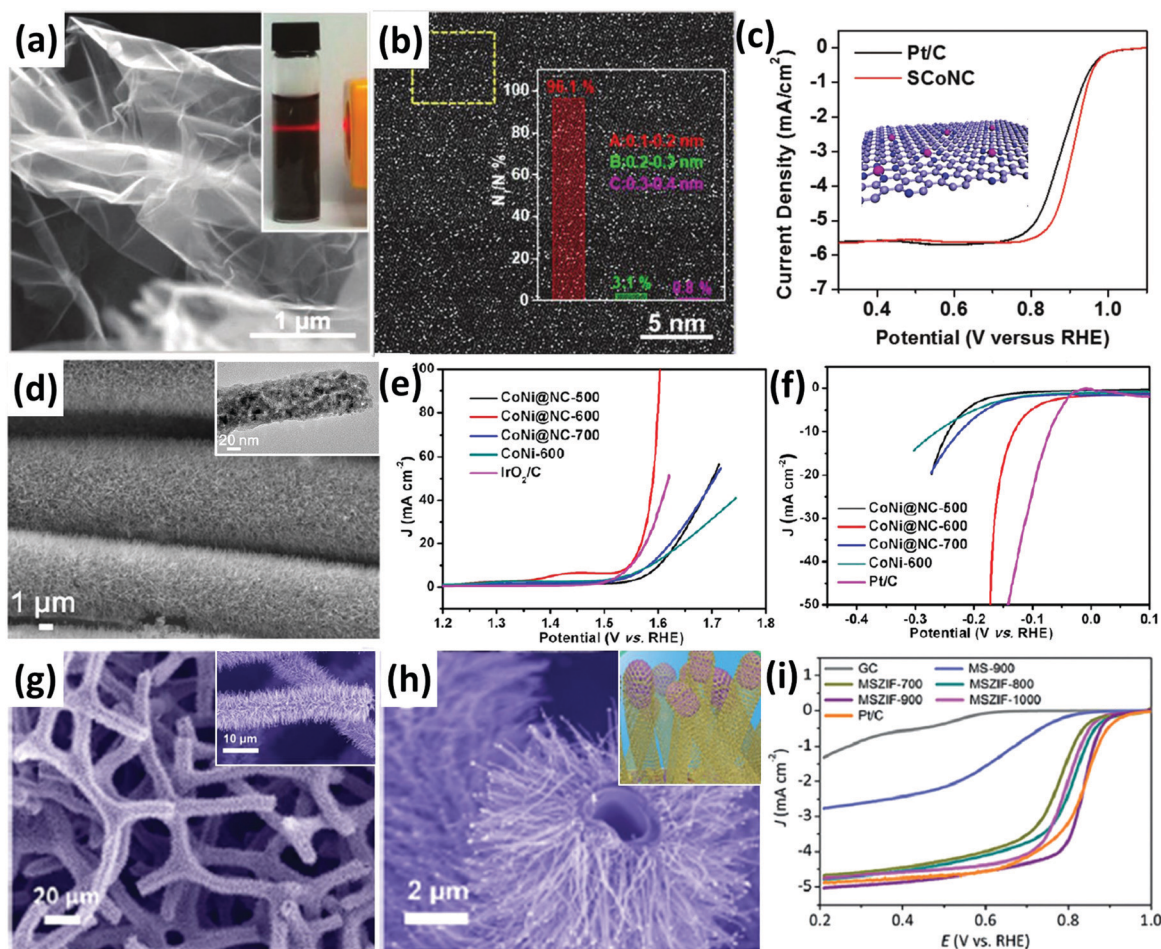 (a)
1 μm
(b)
100
80
60
40
20
0
N_i/N %
96.1 %
3.1 %
0.8 %
A:0.1-0.2 nm
B:0.2-0.3 nm
C:0.3-0.4 nm
5 nm
(c)
Pt/C
SCoNC
0
-1
-2
-3
-4
-5
-6
-7
Current Density (mA/cm²)
0.4 0.6 0.8 1.0
Potential (V versus RHE)
(d)
20 nm
1 μm
(e)
CoNi@NC-500
CoNi@NC-600
CoNi@NC-700
CoNi-600
IrO₂/C
100
80
60
40
20
0
J (mA cm⁻²)
1.2 1.3 1.4 1.5 1.6 1.7 1.8
Potential (V vs. RHE)
(f)
0
-10
-20
-30
-40
-50
J (mA cm⁻²)
CoNi@NC-500
CoNi@NC-600
CoNi@NC-700
CoNi-600
Pt/C
-0.4 -0.3 -0.2 -0.1 0.0 0.1
Potential (V vs. RHE)
(g)
10 μm
20 μm
(h)
2 μm
(i)
GC MS-900
MSZIF-700 MSZIF-800
MSZIF-900 MSZIF-1000
Pt/C
0
-1
-2
-3
-4
-5
J (mA cm⁻²)
0.2 0.4 0.6 0.8 1.0
E (V vs. RHE)